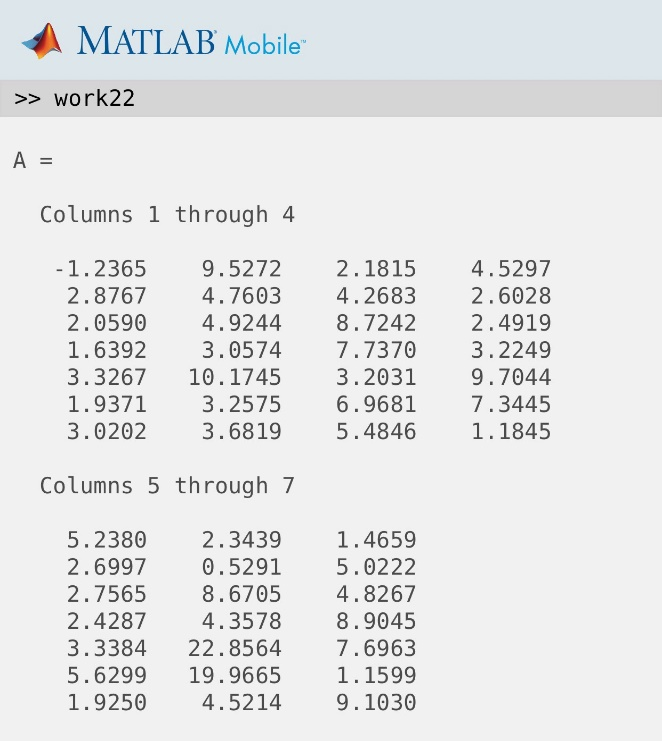 MATLAB® Mobile™
>> work22
A =
Columns 1 through 4
-1.2365 9.5272 2.1815 4.5297
2.8767 4.7603 4.2683 2.6028
2.0590 4.9244 8.7242 2.4919
1.6392 3.0574 7.7370 3.2249
3.3267 10.1745 3.2031 9.7044
1.9371 3.2575 6.9681 7.3445
3.0202 3.6819 5.4846 1.1845
Columns 5 through 7
5.2380 2.3439 1.4659
2.6997 0.5291 5.0222
2.7565 8.6705 4.8267
2.4287 4.3578 8.9045
3.3384 22.8564 7.6963
5.6299 19.9665 1.1599
1.9250 4.5214 9.1030